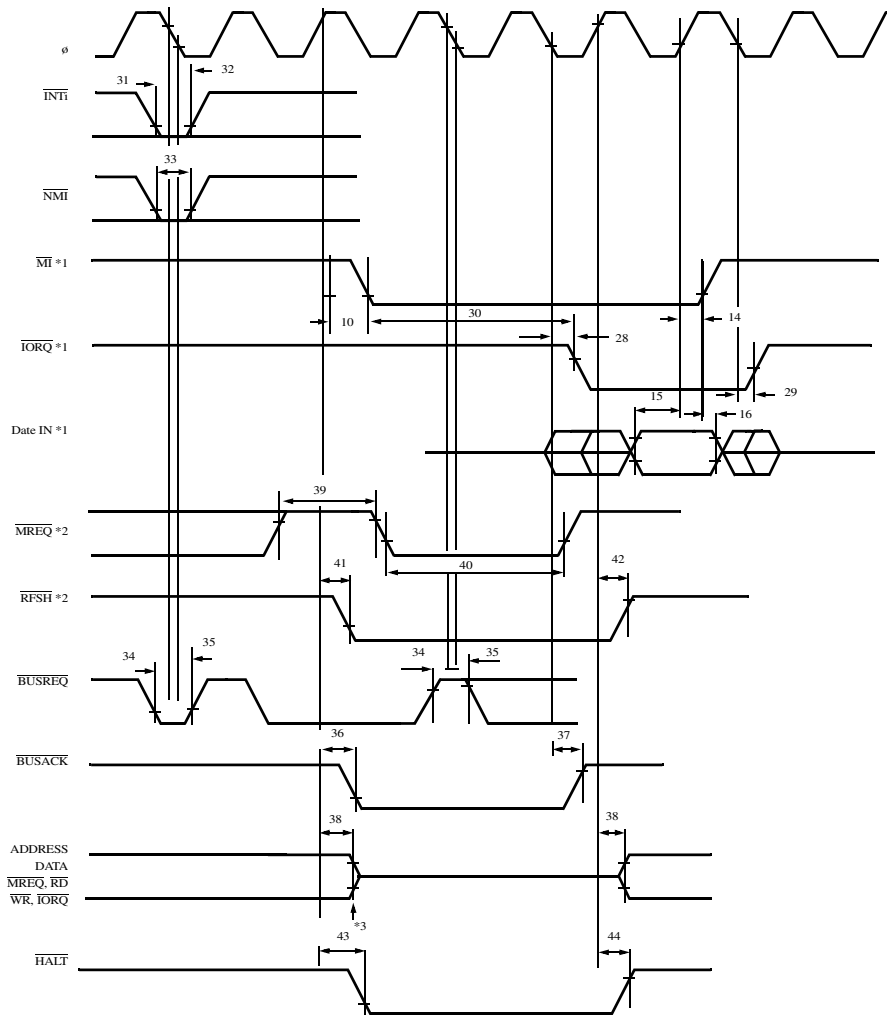 ø
31
32
INTi
33
NMI
MI *1
10
30
14
IORQ *1
28
29
15
16
Date IN *1
39
MREQ *2
40
41
42
RFSH *2
34
35
34
35
BUSREQ
36
37
BUSACK
38
38
ADDRESS
DATA
MREQ, RD
WR, IORQ
*3
43
44
HALT